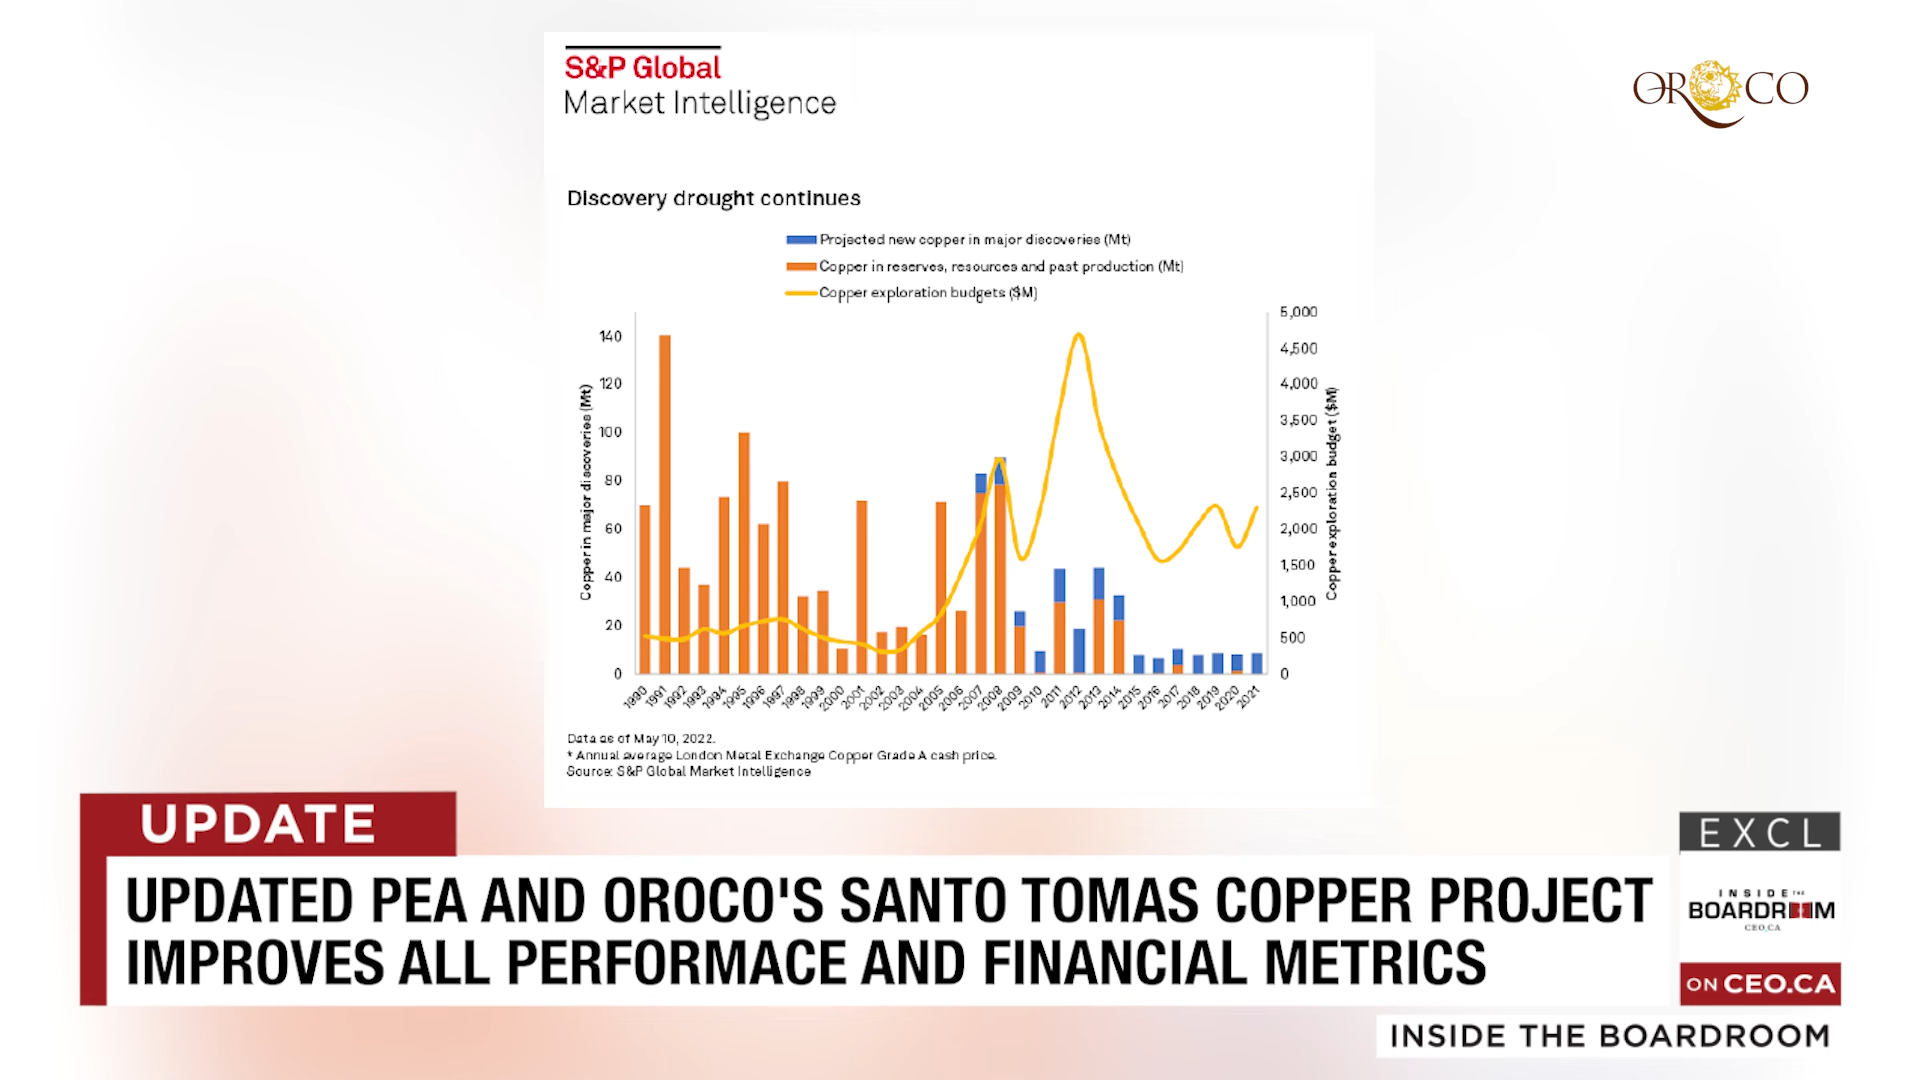 S&P Global
Market Intelligence
OROCO
Discovery drought continues
Projected new copper in major discoveries (Mt)
Copper in reserves, resources and past production (Mt)
Copper exploration budgets ($M)
Copper in major discoveries (Mt)
140
120
100
80
60
40
20
0
5,000
4,500
4,000
3,500
3,000
2,500
2,000
1,500
1,000
500
0
Copper exploration budget ($M)
1990 1991 1992 1993 1994 1995 1996 1997 1998 1999 2000 2001 2002 2003 2004 2005 2006 2007 2008 2009 2010 2011 2012 2013 2014 2015 2016 2017 2018 2019 2020 2021
Data as of May 10, 2022.
* Annual average London Metal Exchange Copper Grade A cash price.
Source: S&P Global Market Intelligence
UPDATE
UPDATED PEA AND OROCO'S SANTO TOMAS COPPER PROJECT
IMPROVES ALL PERFORMACE AND FINANCIAL METRICS
EXCL
INSIDE THE
BOARDROOM
CEO.CA
ON CEO.CA
INSIDE THE BOARDROOM